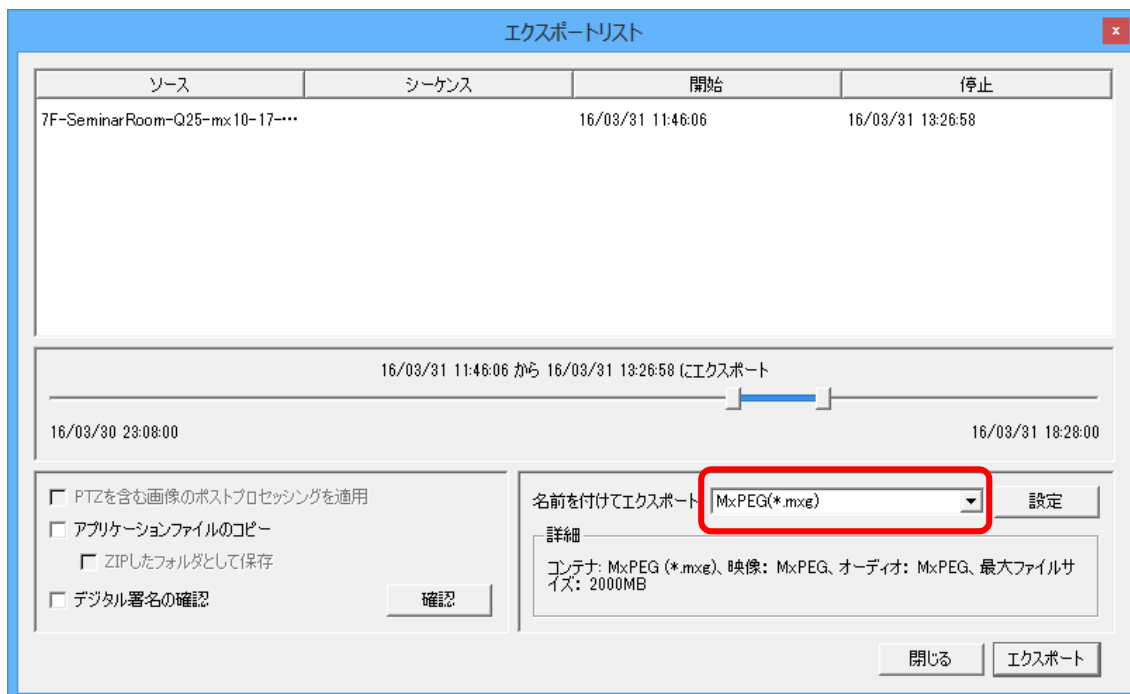 エクスポートリスト
x
ソース シーケンス 開始 停止
7F-SeminarRoom-Q25-mx10-17-… 16/03/31 11:46:06 16/03/31 13:26:58
16/03/31 11:46:06 から 16/03/31 13:26:58 にエクスポート
16/03/30 23:08:00 16/03/31 18:28:00
PTZを含む画像のポストプロセッシングを適用
アプリケーションファイルのコピー
ZIPしたフォルダとして保存
デジタル署名の確認 確認
名前を付けてエクスポート MxPEG(*.mxg) 設定
詳細
コンテナ: MxPEG (*.mxg)、映像: MxPEG、オーディオ: MxPEG、最大ファイルサ
イズ: 2000MB
閉じる エクスポート